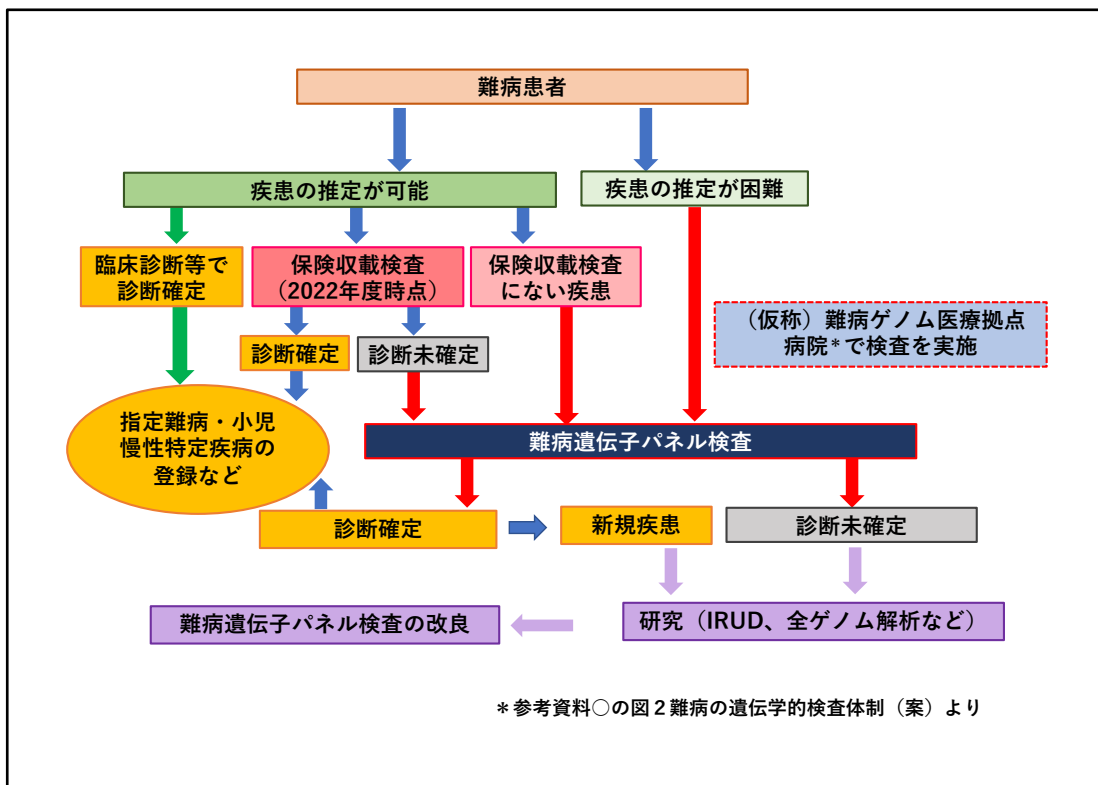 難病患者
疾患の推定が可能
疾患の推定が困難
臨床診断等で
診断確定
保険収載検査
（2022年度時点）
保険収載検査
にない疾患
（仮称）難病ゲノム医療拠点
病院*で検査を実施
診断確定
診断未確定
指定難病・小児
慢性特定疾病の
登録など
難病遺伝子パネル検査
診断確定
新規疾患
診断未確定
難病遺伝子パネル検査の改良
研究（IRUD、全ゲノム解析など）
＊参考資料○の図２難病の遺伝学的検査体制（案）より